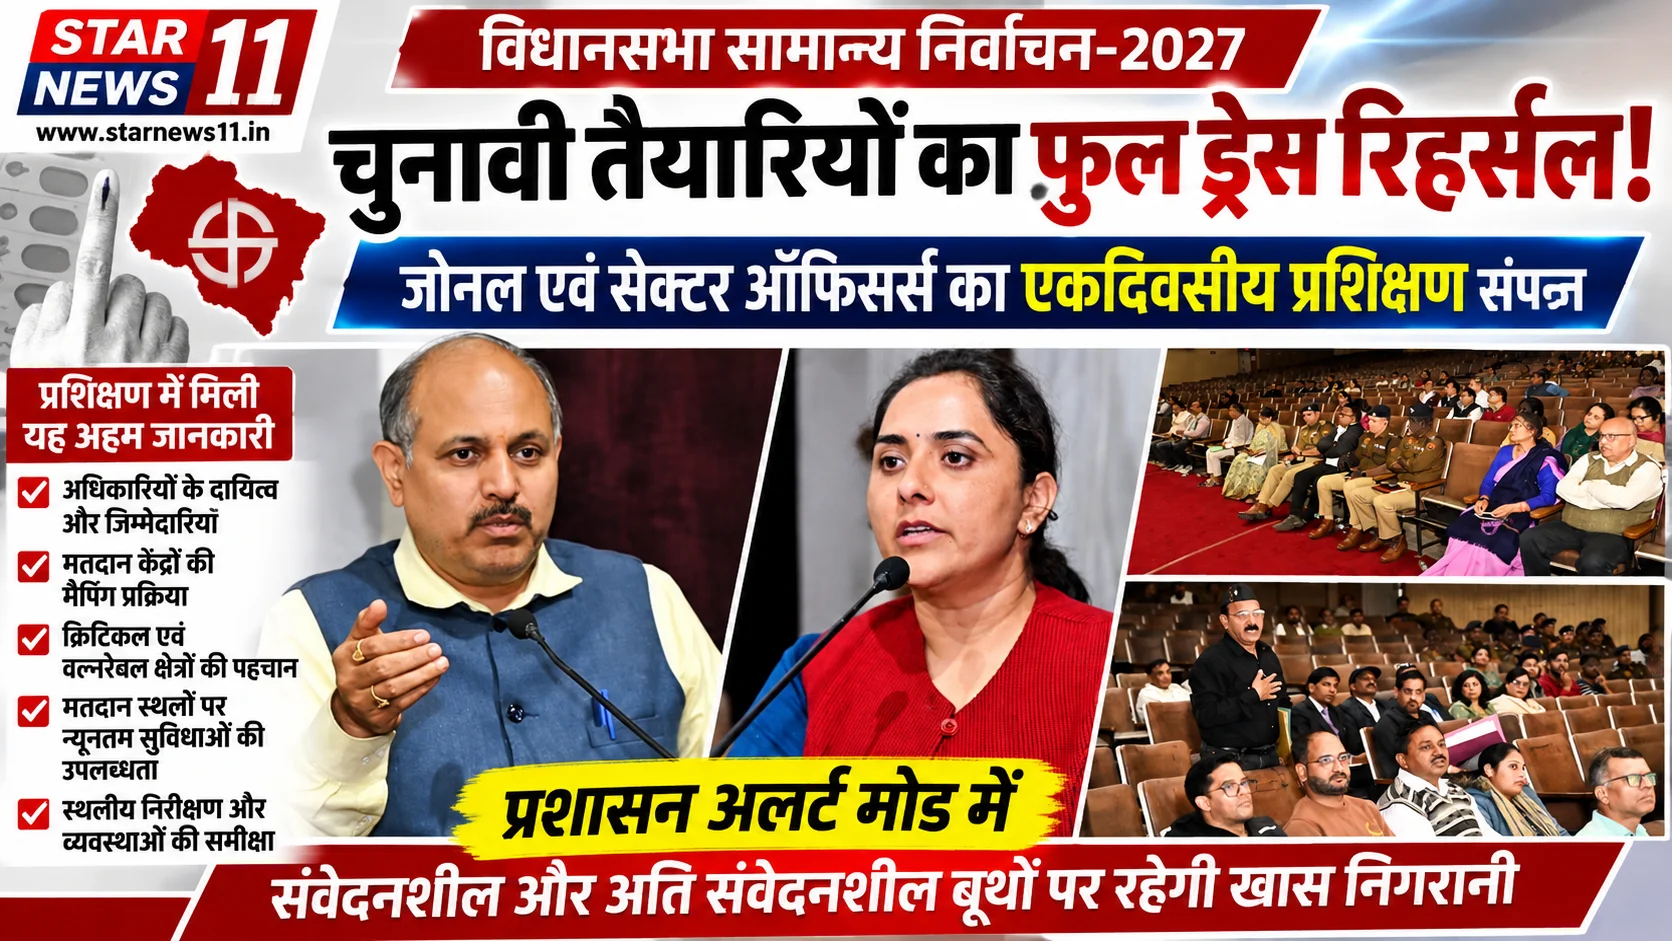 STAR
NEWS 11
www.starnews11.in
विधानसभा सामान्य निर्वाचन-2027
चुनावी तैयारियों का फुल ड्रेस रिहर्सल!
जोनल एवं सेक्टर ऑफिसर्स का एकदिवसीय प्रशिक्षण संपन्न
प्रशिक्षण में मिली
यह अहम जानकारी
अधिकारियों के दायित्व
और जिम्मेदारियां
मतदान केंद्रों की
मैपिंग प्रक्रिया
क्रिटिकल एवं
वल्नरेबल क्षेत्रों की पहचान
मतदान स्थलों पर
न्यूनतम सुविधाओं की
उपलब्धता
स्थलीय निरीक्षण और
व्यवस्थाओं की समीक्षा
प्रशासन अलर्ट मोड में
संवेदनशील और अति संवेदनशील बूथों पर रहेगी खास निगरानी